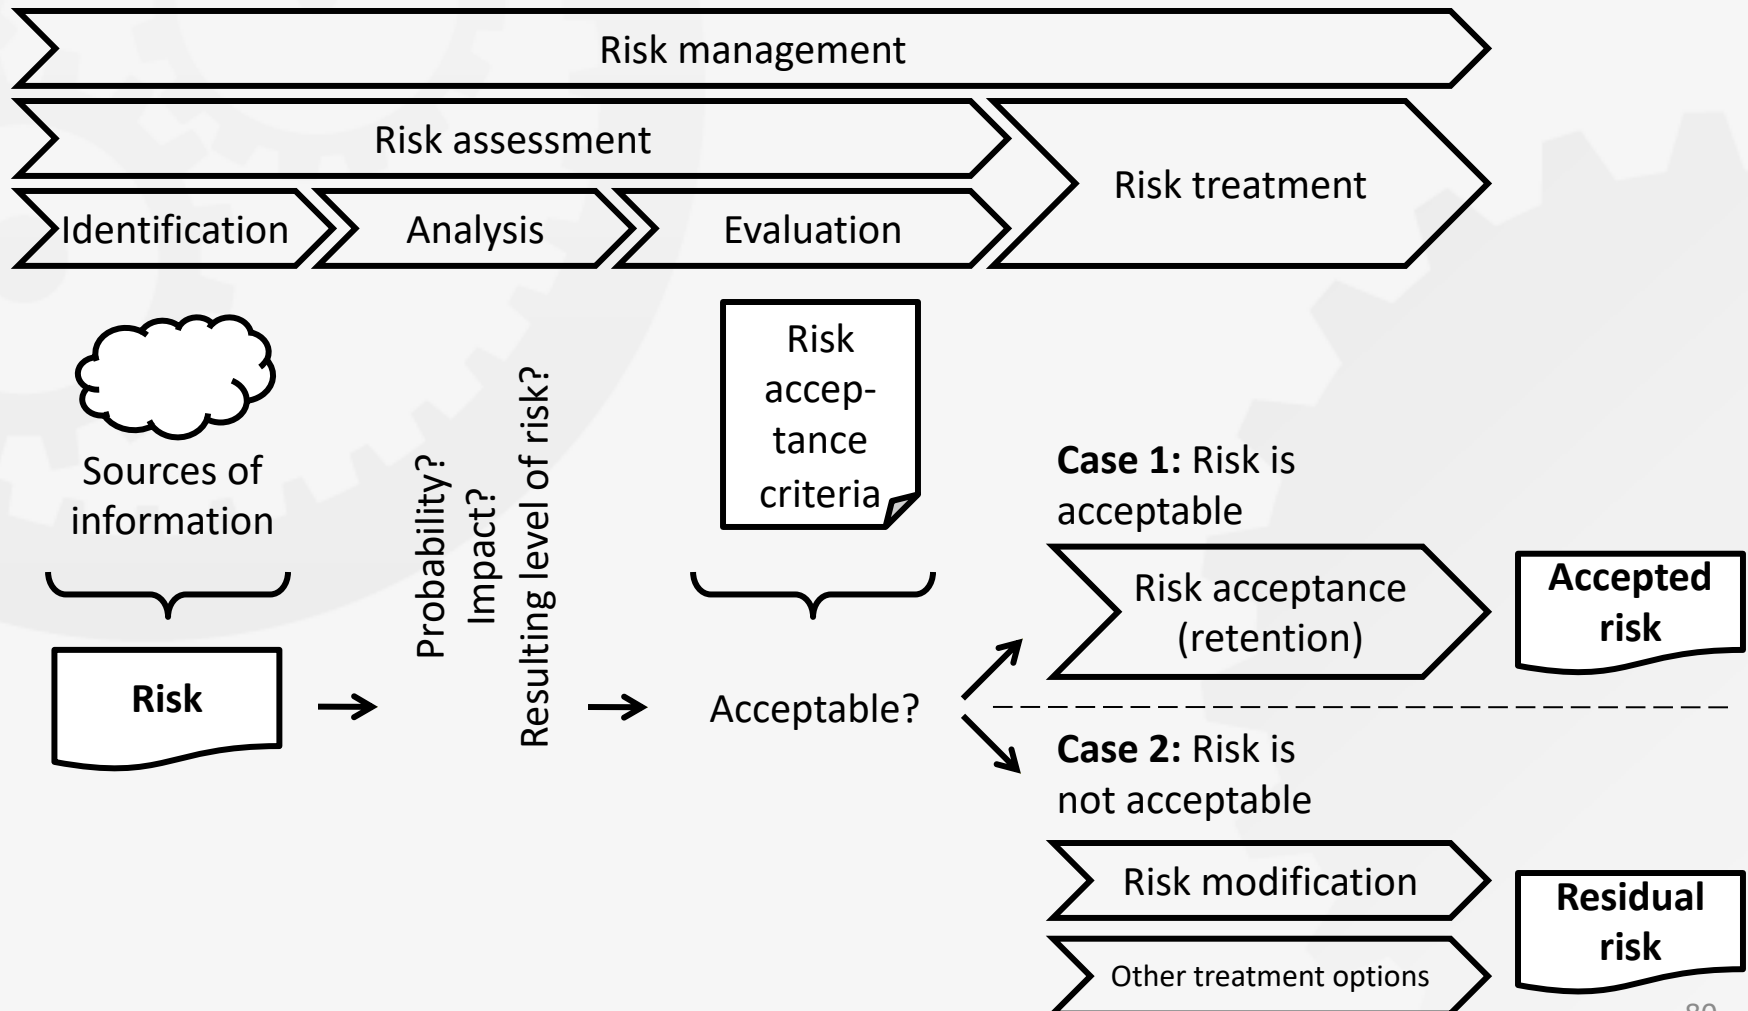 Risk management
Risk assessment
Risk treatment
Identification
Analysis
Evaluation
Sources of
information
Risk
Probability?
Impact?
Resulting level of risk?
Risk
accep-
tance
criteria
Acceptable?
Case 1: Risk is
acceptable
Risk acceptance
(retention)
Accepted
risk
Case 2: Risk is
not acceptable
Risk modification
Other treatment options
Residual
risk